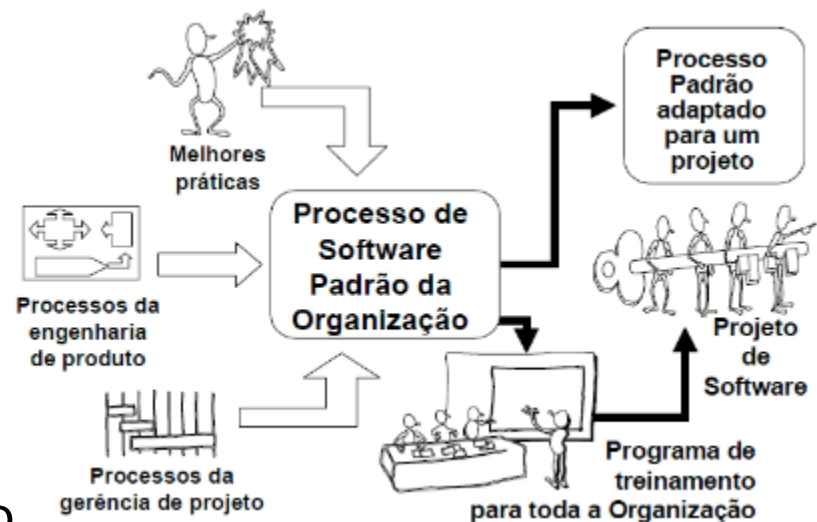 Melhores
práticas
Processos da
engenharia
de produto
Processos da
gerência de projeto
Processo de
Software
Padrão da
Organização
Processo
Padrão
adaptado
para um
projeto
Projeto
de
Software
Programa de
treinamento
para toda a Organização